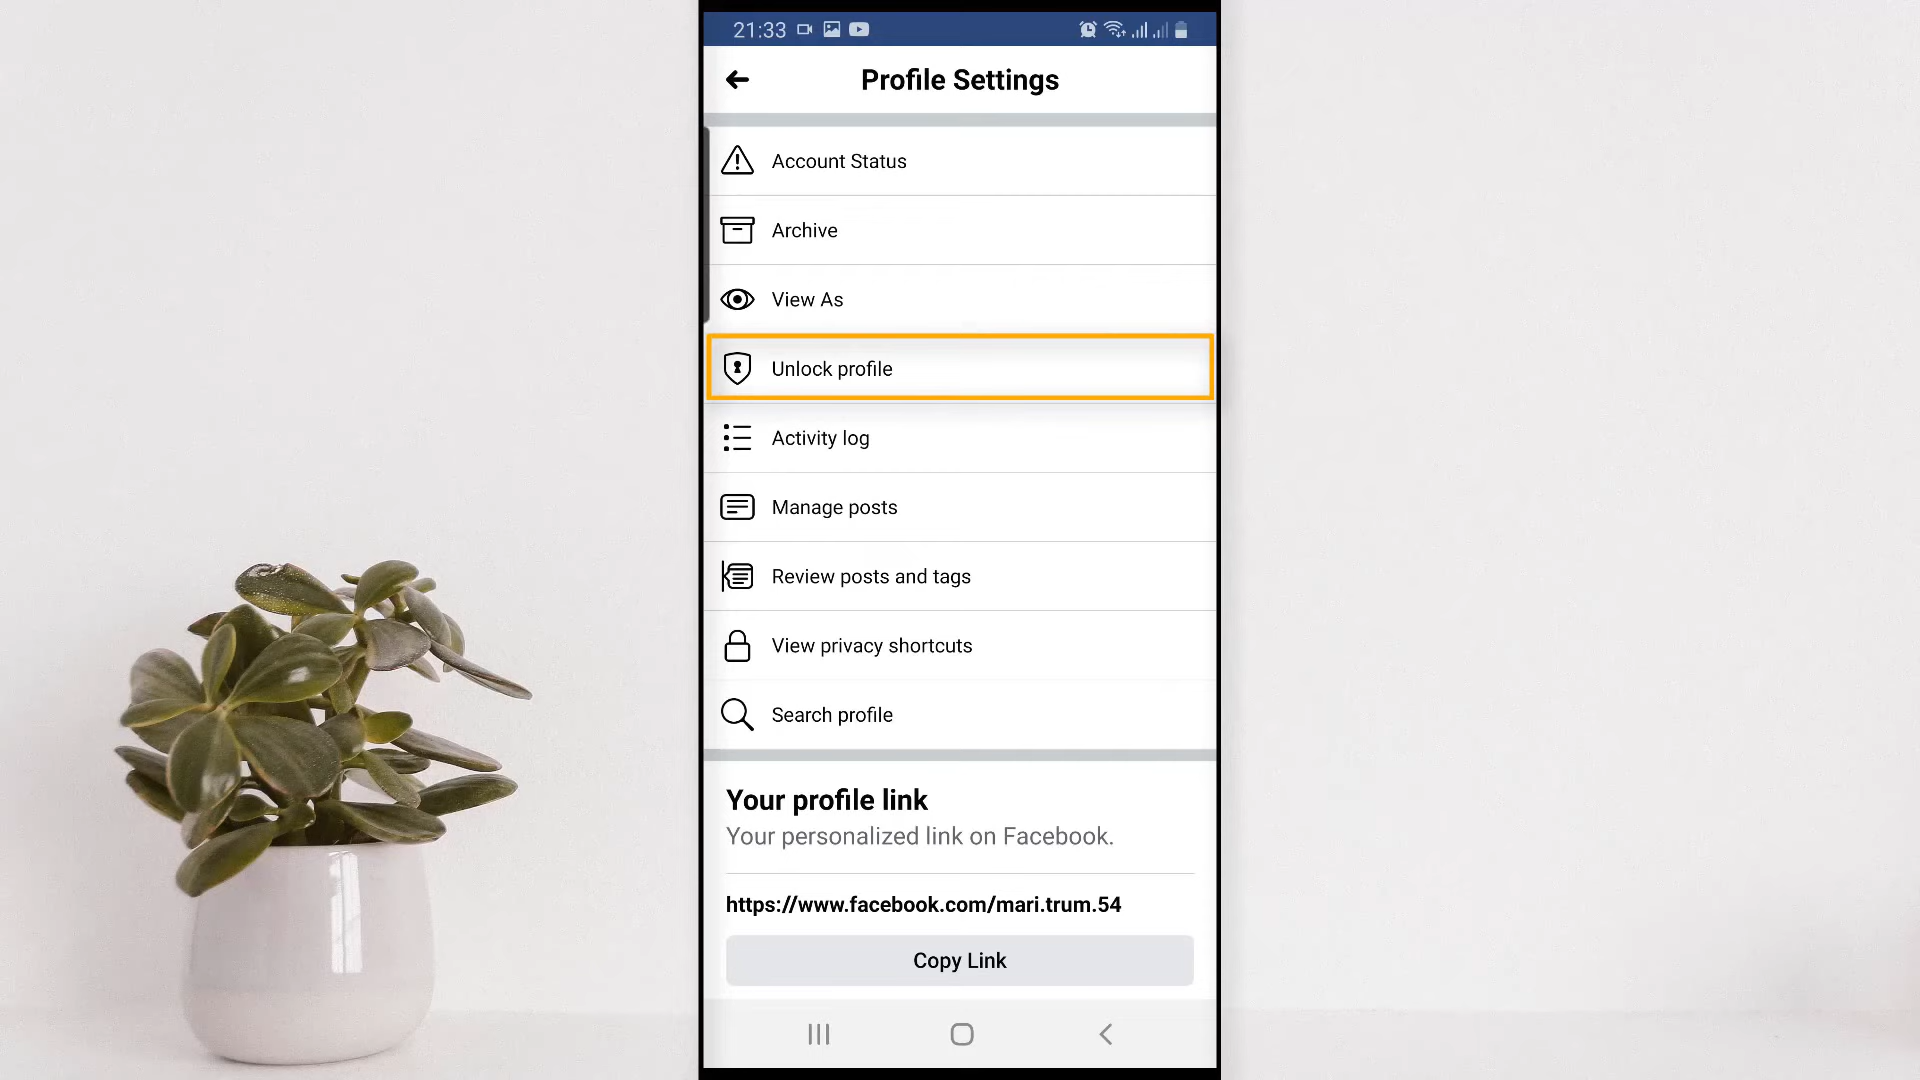 21:33
Profile Settings
Account Status
Archive
View As
Unlock profile
Activity log
Manage posts
Review posts and tags
View privacy shortcuts
Search profile
Your profile link
Your personalized link on Facebook.
https://www.facebook.com/mari.trum.54
Copy Link